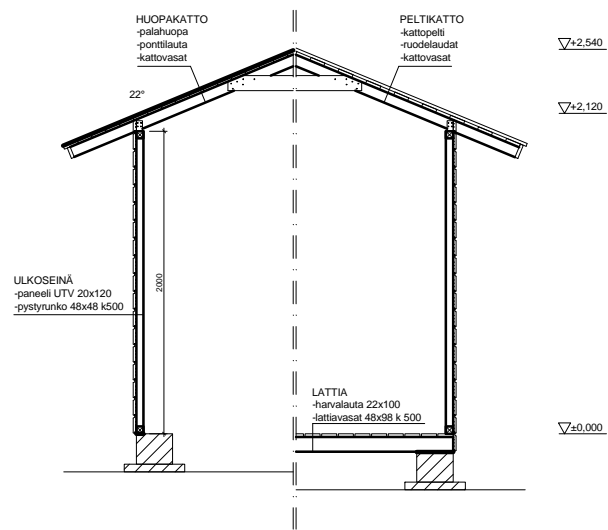 HUOPAKATTO
-palahuopa
-ponttilauta
-kattovasat
PELTIKATTO
-kattopelti
-ruodelaudat
-kattovasat
+2,540
22°
+2,120
2000
ULKOSEINÄ
-paneeli UTV 20x120
-pystyrunko 48x48 k500
LATTIA
-harvalauta 22x100
-lattiavasat 48x98 k 500
±0,000